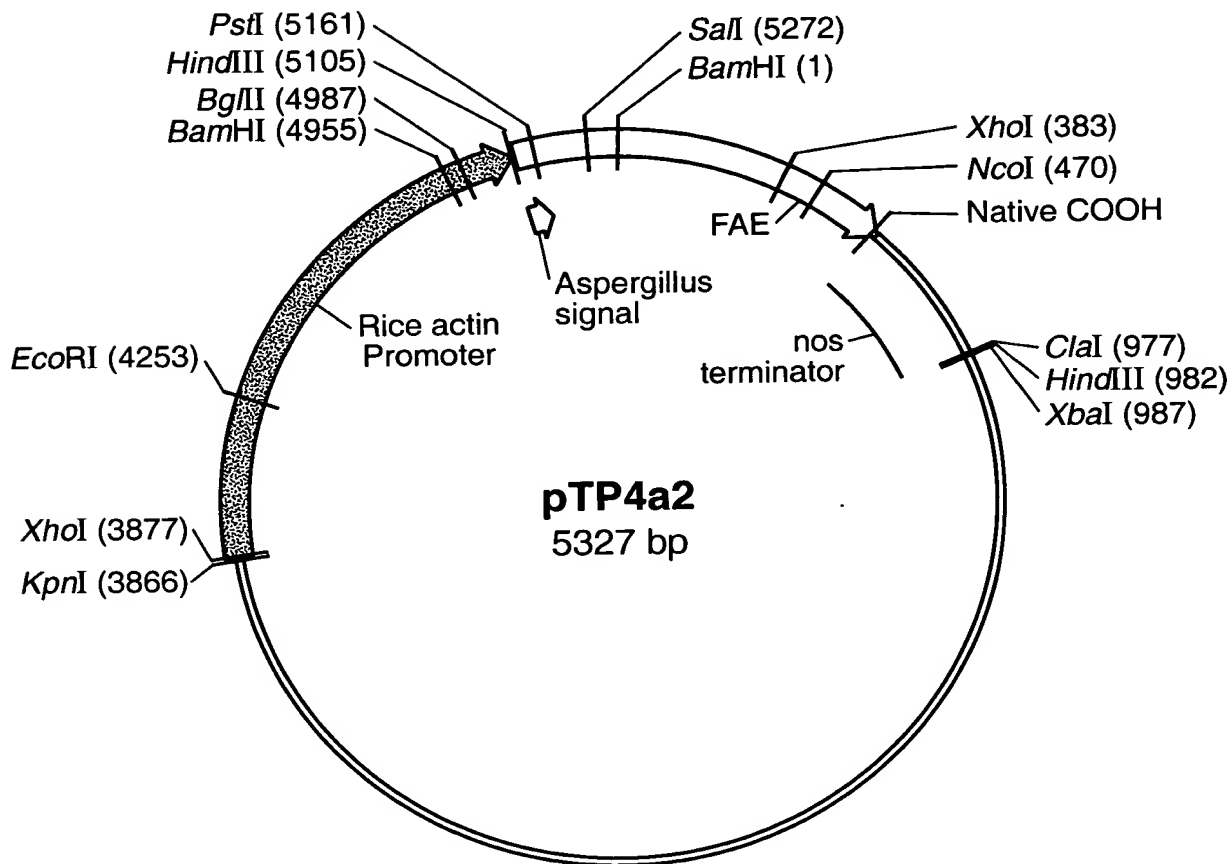 PstI (5161)
HindIII (5105)
BglII (4987)
BamHI (4955)
SalI (5272)
BamHI (1)
XhoI (383)
NcoI (470)
Native COOH
FAE
Aspergillus
signal
Rice actin
Promoter
nos
terminator
EcoRI (4253)
ClaI (977)
HindIII (982)
XbaI (987)
pTP4a2
5327 bp
XhoI (3877)
KpnI (3866)